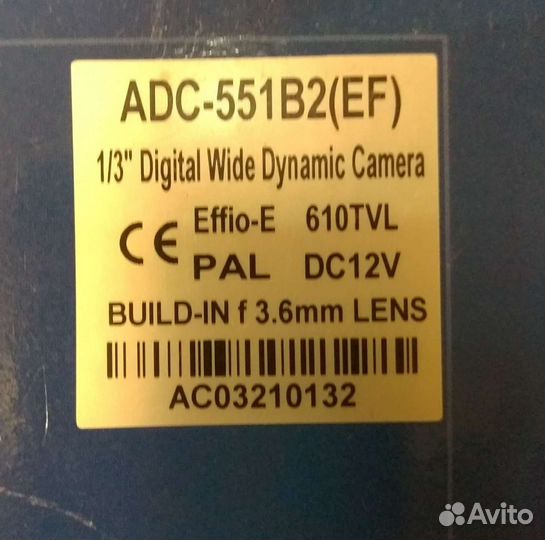 ADC-551B2(EF)
1/3" Digital Wide Dynamic Camera
CE Effio-E 610TVL
PAL DC12V
BUILD-IN f 3.6mm LENS
AC03210132
Avito